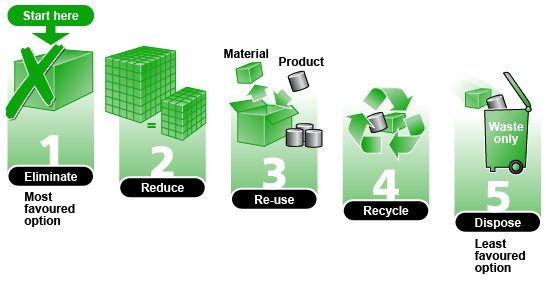 Start here
1
Eliminate
Most
favoured
option
=
2
Reduce
Material
Product
3
Re-use
4
Recycle
Waste
only
5
Dispose
Least
favoured
option